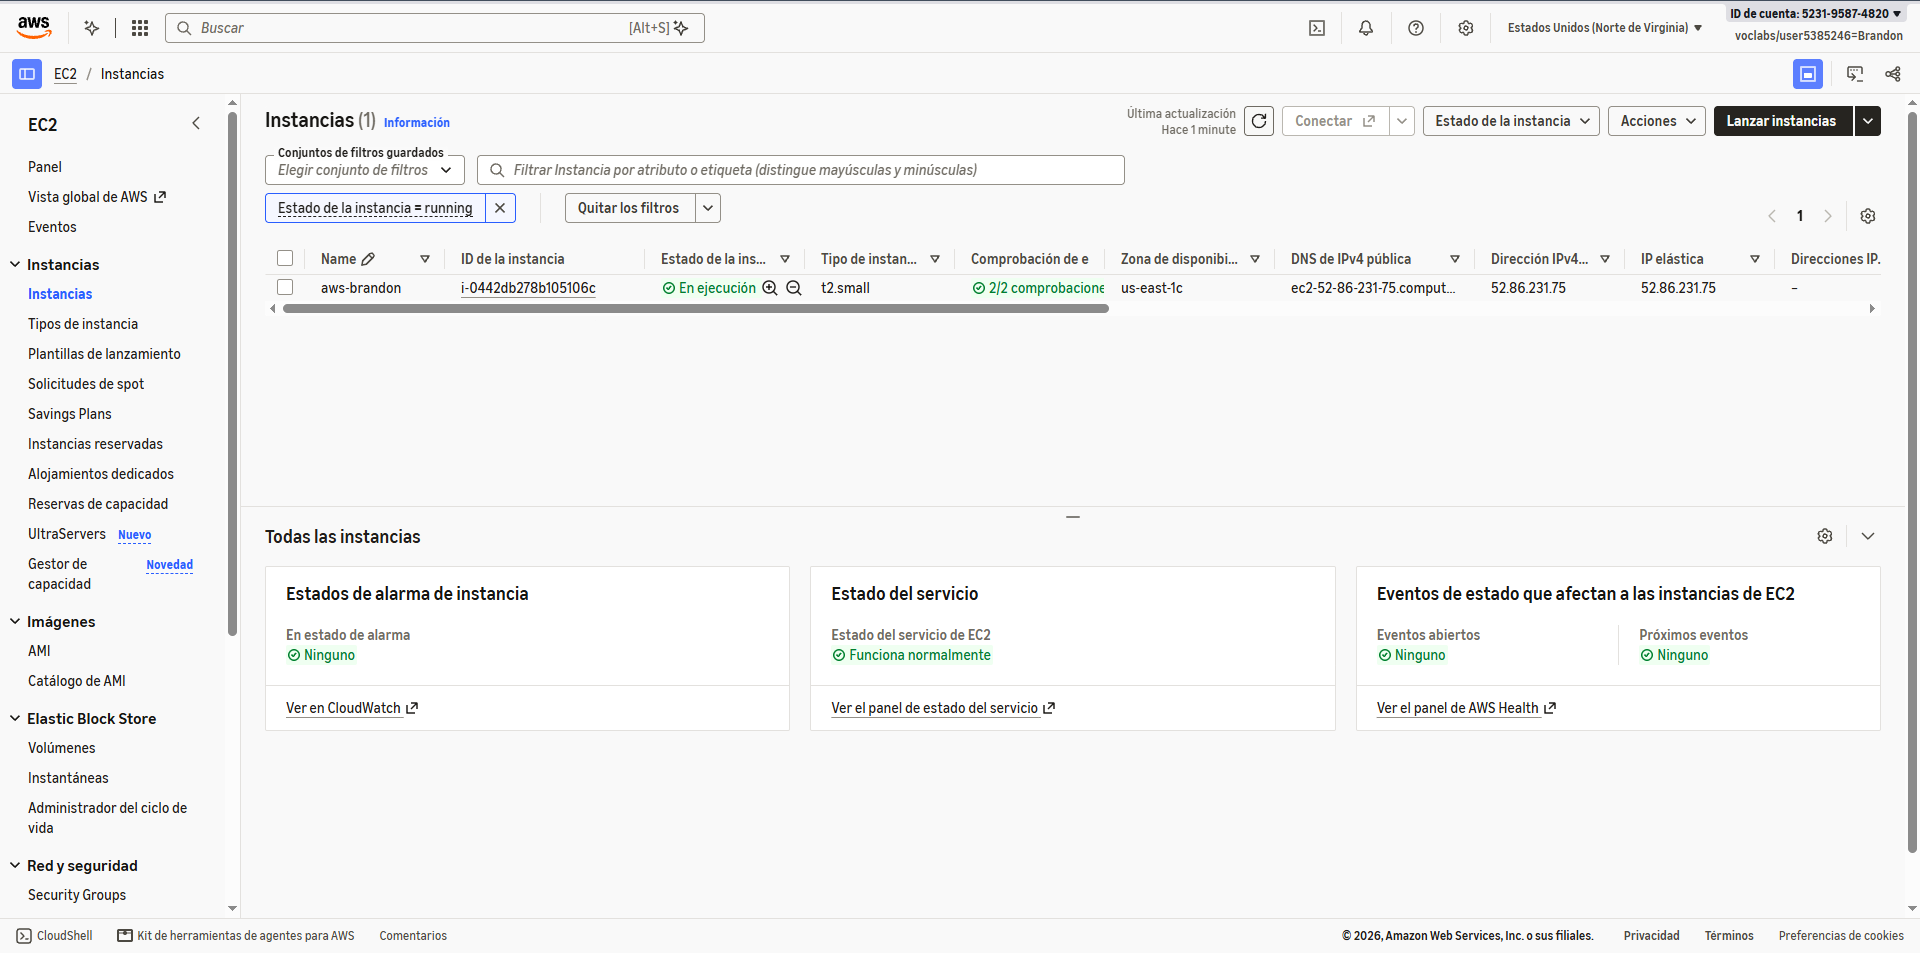 aws
Buscar
[Alt+S]
Estados Unidos (Norte de Virginia)
ID de cuenta: 5231-9587-4820
voclabs/user5385246=Brandon
EC2 / Instancias
EC2
Panel
Vista global de AWS
Eventos
Instancias
Instancias
Tipos de instancia
Plantillas de lanzamiento
Solicitudes de spot
Savings Plans
Instancias reservadas
Alojamientos dedicados
Reservas de capacidad
UltraServers Nuevo
Gestor de capacidad Novedad
Imágenes
AMI
Catálogo de AMI
Elastic Block Store
Volúmenes
Instantáneas
Administrador del ciclo de
vida
Red y seguridad
Security Groups
Instancias (1) Información
Última actualización
Hace 1 minute
Conectar
Estado de la instancia
Acciones
Lanzar instancias
Conjuntos de filtros guardados
Elegir conjunto de filtros
Filtrar Instancia por atributo o etiqueta (distingue mayúsculas y minúsculas)
Estado de la instancia = running
Quitar los filtros
1
Name ID de la instancia Estado de la ins... Tipo de instan... Comprobación de e Zona de disponibi... DNS de IPv4 pública Dirección IPv4... IP elástica Direcciones IP.
aws-brandon i-0442db278b105106c En ejecución t2.small 2/2 comprobacione us-east-1c ec2-52-86-231-75.comput... 52.86.231.75 52.86.231.75 –
Todas las instancias
Estados de alarma de instancia
En estado de alarma
Ninguno
Ver en CloudWatch
Estado del servicio
Estado del servicio de EC2
Funciona normalmente
Ver el panel de estado del servicio
Eventos de estado que afectan a las instancias de EC2
Eventos abiertos
Ninguno
Próximos eventos
Ninguno
Ver el panel de AWS Health
CloudShell
Kit de herramientas de agentes para AWS
Comentarios
© 2026, Amazon Web Services, Inc. o sus filiales.
Privacidad
Términos
Preferencias de cookies